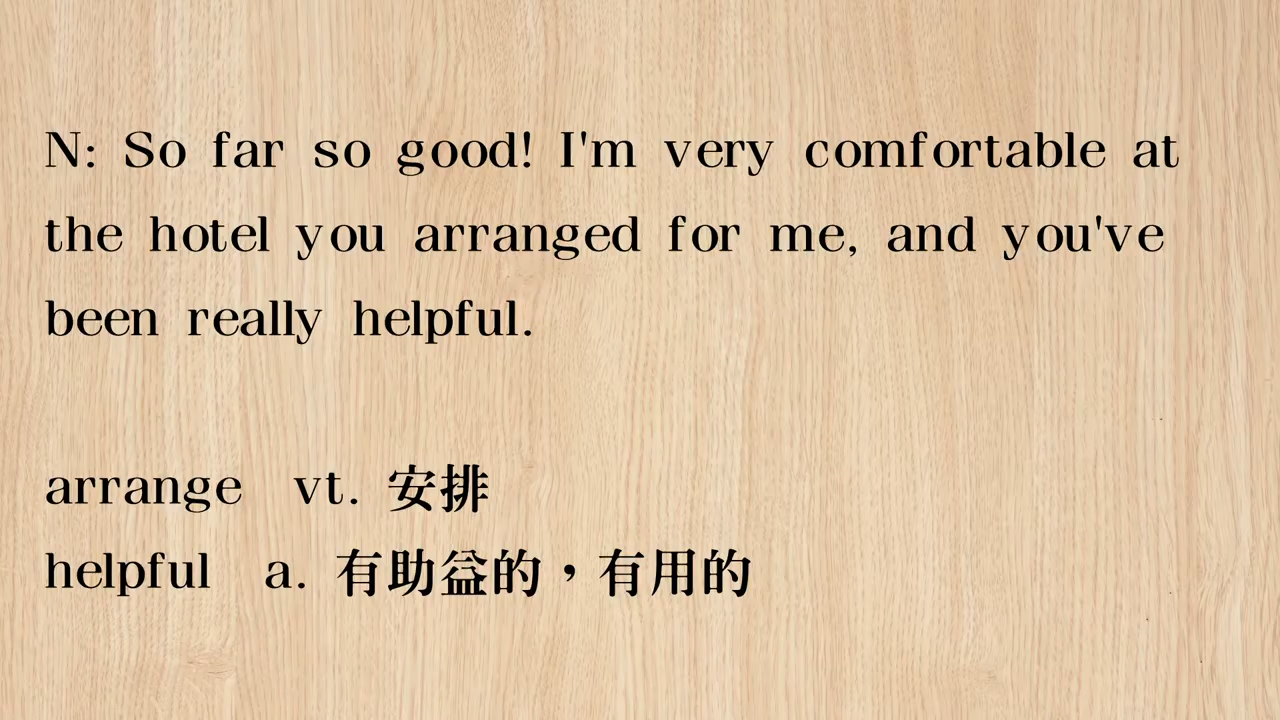 N: So far so good! I'm very comfortable at
the hotel you arranged for me, and you've
been really helpful.
arrange vt. 安排
helpful a. 有助益的，有用的